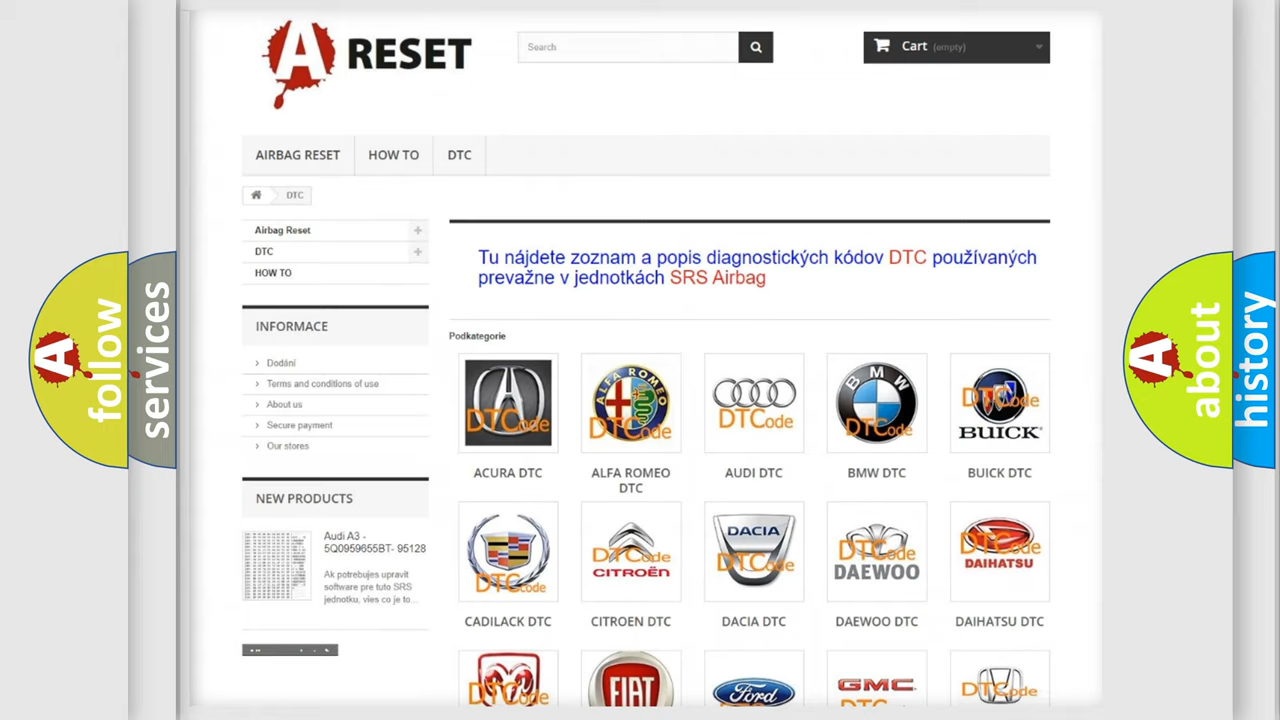 A RESET
Search
Cart (empty)
AIRBAG RESET
HOW TO
DTC
DTC
Airbag Reset
DTC
HOW TO
Tu nájdete zoznam a popis diagnostických kódov DTC používaných
prevažne v jednotkách SRS Airbag
INFORMACE
Podkategorie
Dodání
Terms and conditions of use
About us
Secure payment
Our stores
ALFA ROMEO
BMW
DTCode
DTCode
DTCode
DTCode
DTCode
BUICK
ACURA DTC
ALFA ROMEO
DTC
AUDI DTC
BMW DTC
BUICK DTC
NEW PRODUCTS
Audi A3 -
5Q0959655BT- 95128
Ak potrebujes upravit
software pre tuto SRS
jednotku, vies co je to...
DTCode
DTCode
CITROËN
DACIA
DTCode
DTCode
DAEWOO
DTCode
DAIHATSU
CADILACK DTC
CITROEN DTC
DACIA DTC
DAEWOO DTC
DAIHATSU DTC
DTCode
FIAT
Ford
GMC
DTCode
A follow
services
A about
history